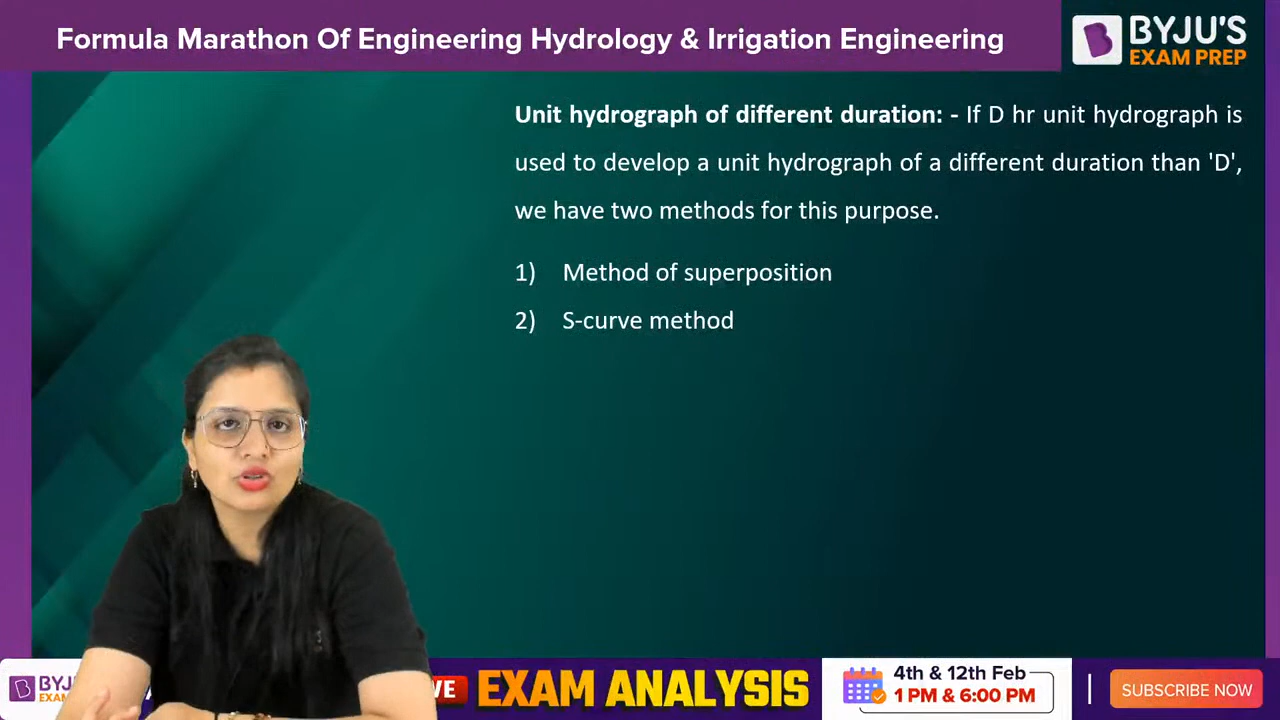 Formula Marathon Of Engineering Hydrology & Irrigation Engineering
BYJU'S
EXAM PREP
Unit hydrograph of different duration: - If D hr unit hydrograph is
used to develop a unit hydrograph of a different duration than 'D',
we have two methods for this purpose.
1) Method of superposition
2) S-curve method
EXAM ANALYSIS
4th & 12th Feb
1 PM & 6:00 PM
SUBSCRIBE NOW